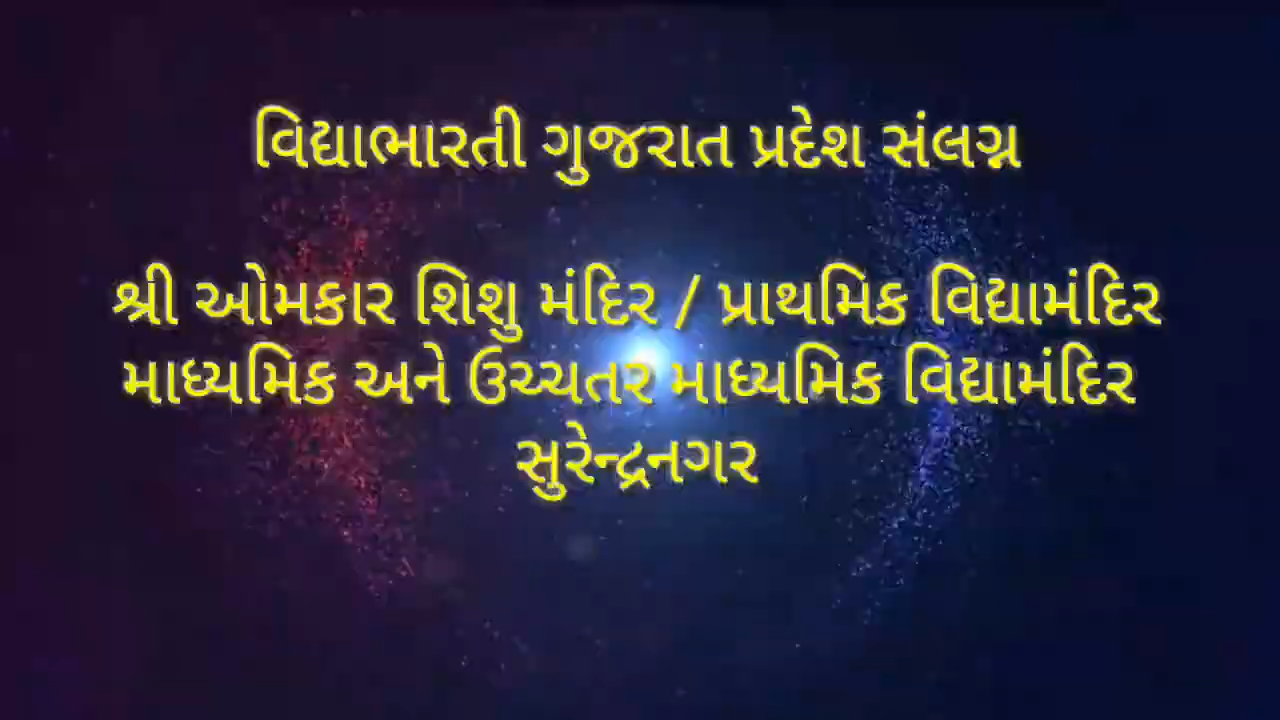 વિદ્યાભારતી ગુજરાત પ્રદેશ સંલગ્ન
શ્રી ઓમકાર શિશુ મંદિર / પ્રાથમિક વિદ્યામંદિર
માધ્યમિક અને ઉચ્ચતર માધ્યમિક વિદ્યામંદિર
સુરેન્દ્રનગર